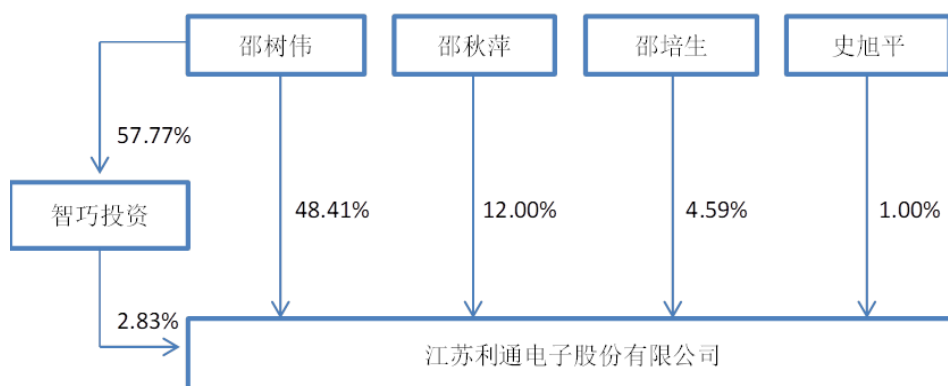 邵树伟
邵秋萍
邵培生
史旭平
57.77%
智巧投资
48.41%
12.00%
4.59%
1.00%
2.83%
江苏利通电子股份有限公司